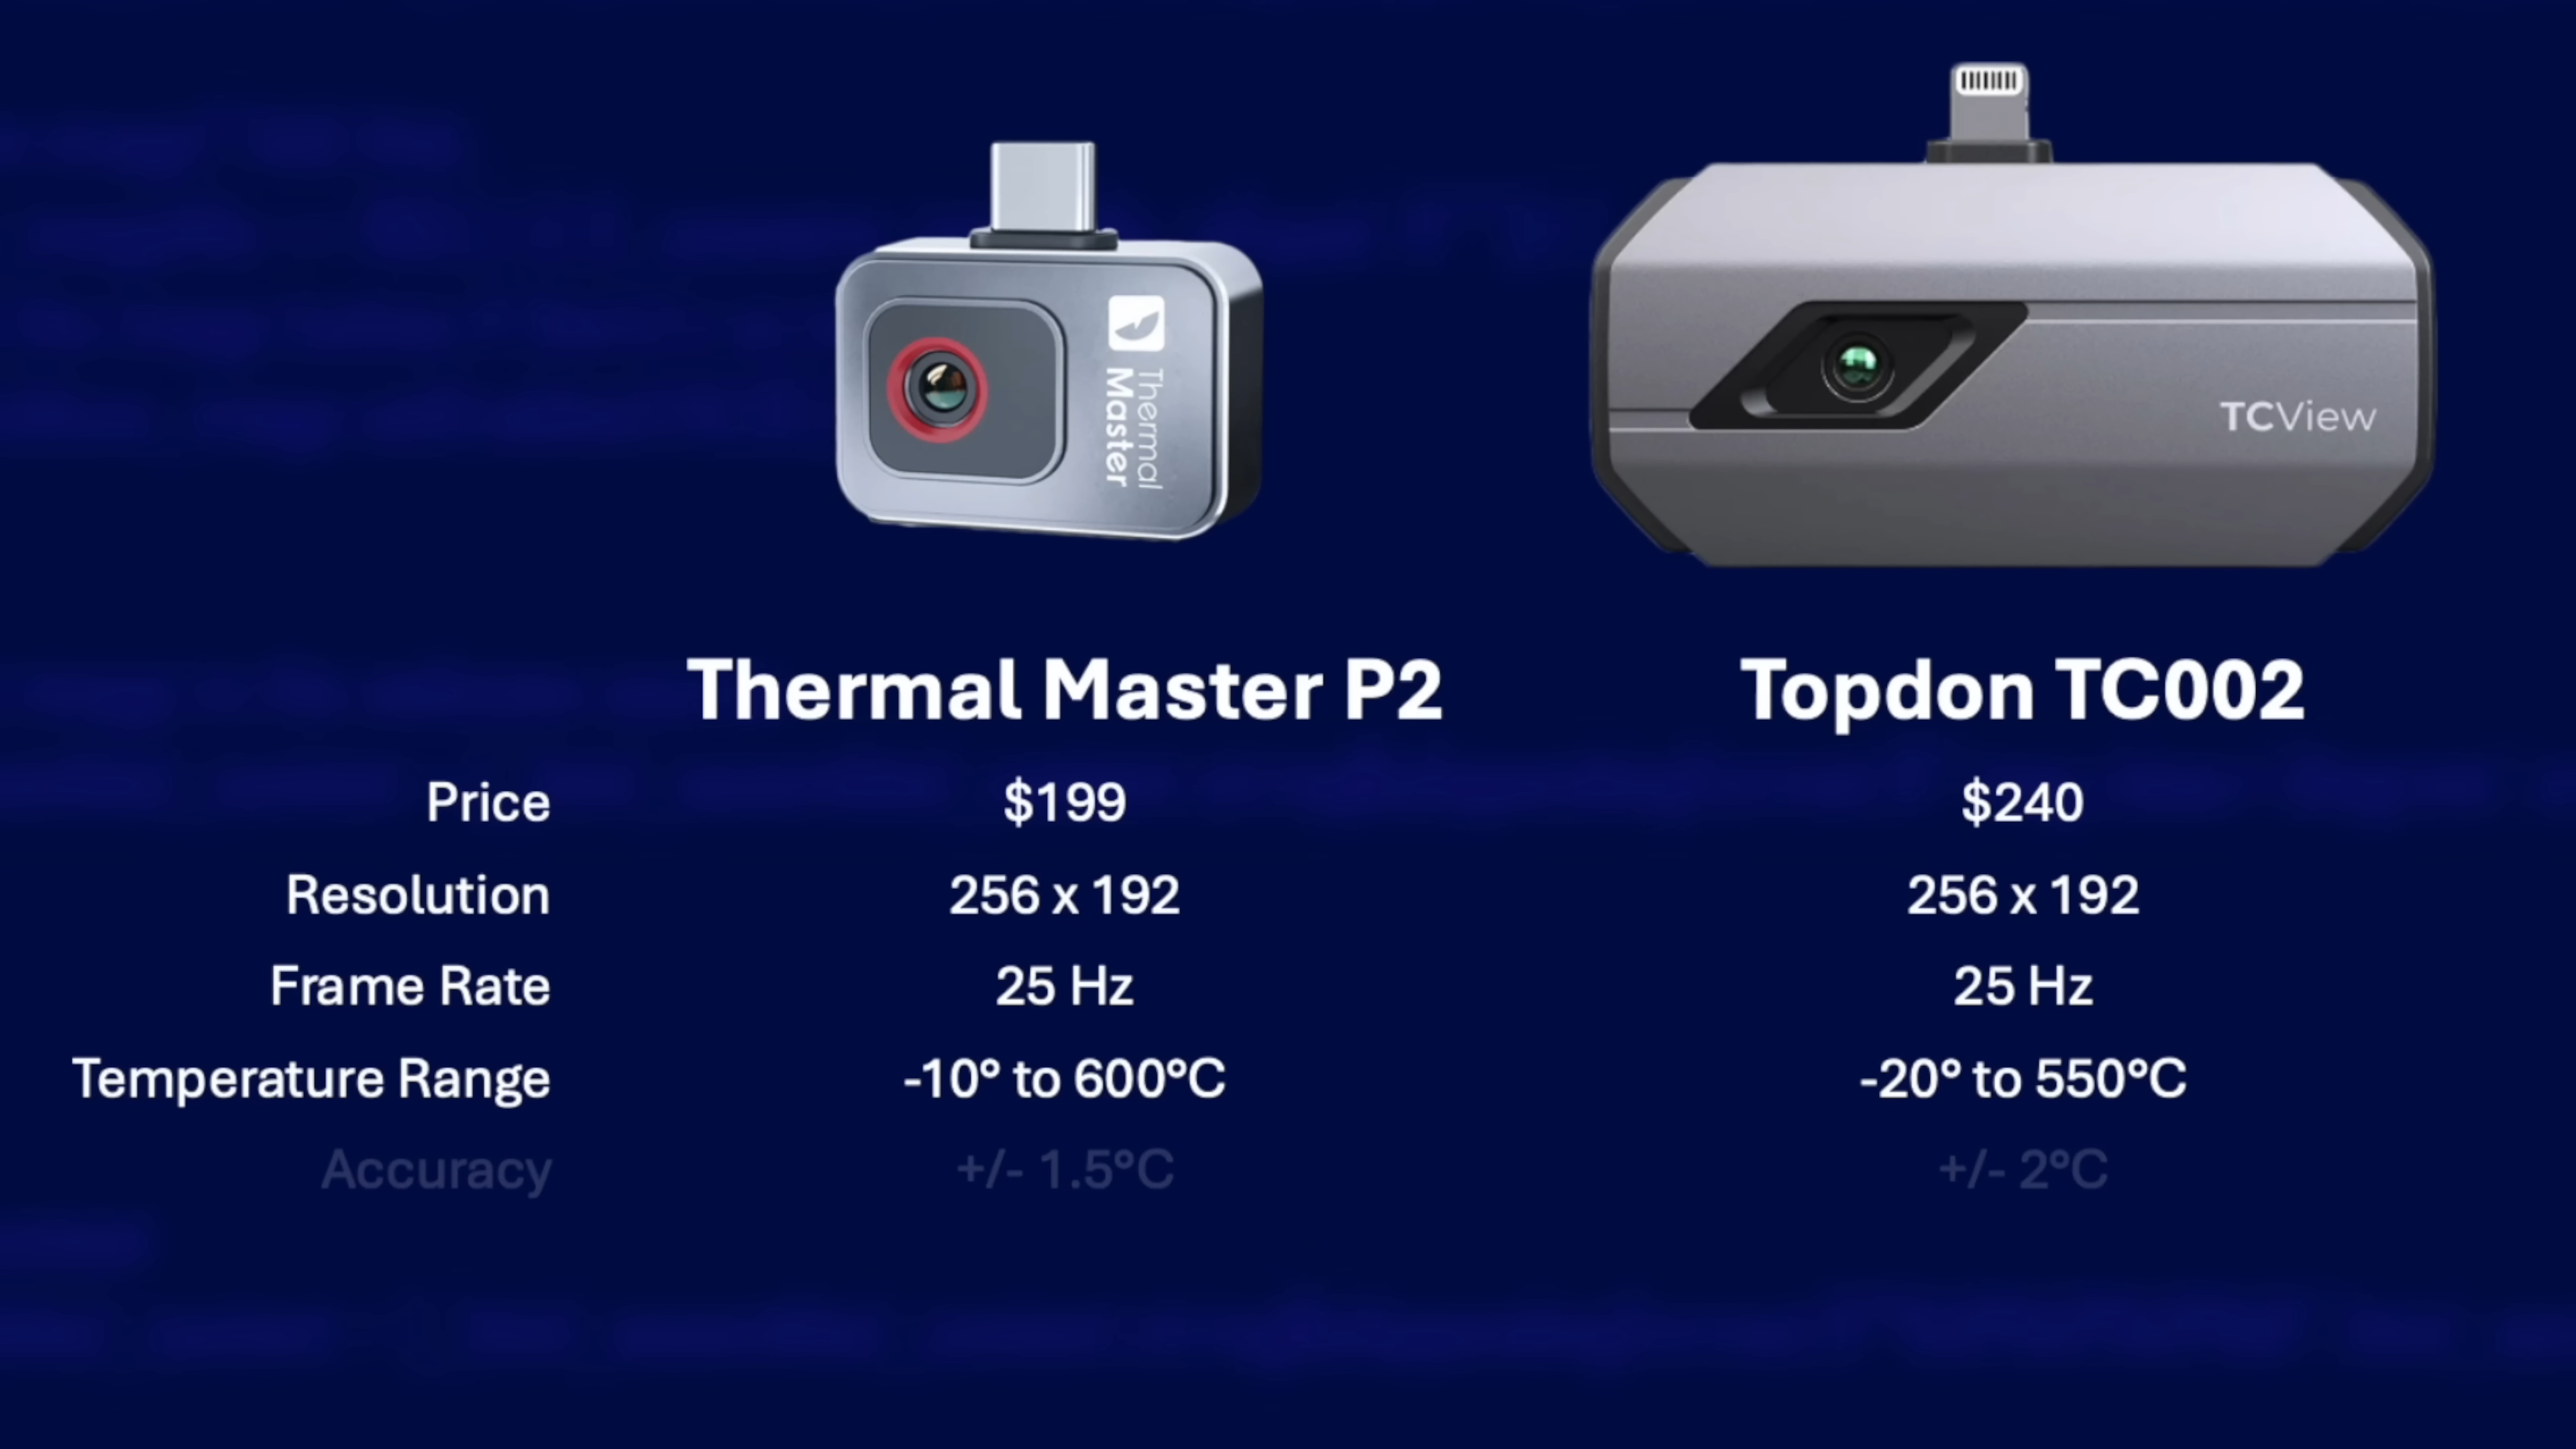 Thermal
Master
TCView
Thermal Master P2 Topdon TC002
Price $199 $240
Resolution 256 x 192 256 x 192
Frame Rate 25 Hz 25 Hz
Temperature Range -10° to 600°C -20° to 550°C
Accuracy +/- 1.5°C +/- 2°C